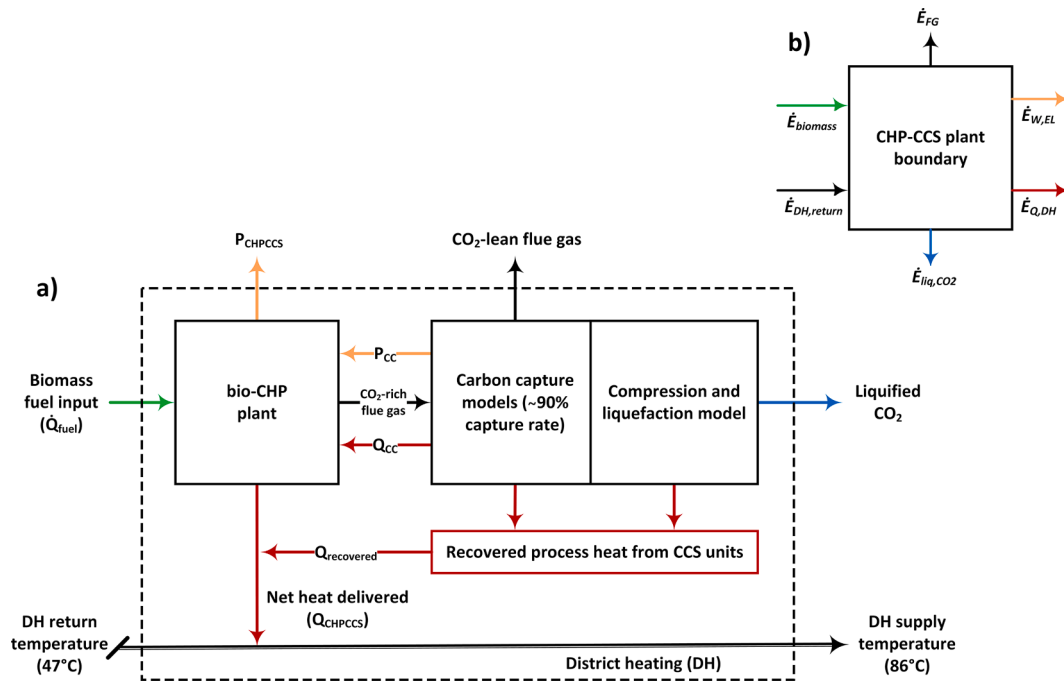 b)
Ė_FG
Ė_biomass
Ė_W,EL
CHP-CCS plant
boundary
Ė_DH,return
Ė_Q,DH
Ė_liq,CO2
a)
P_CHPCCS
CO₂-lean flue gas
Biomass
fuel input
(Q̇_fuel)
bio-CHP
plant
P_CC
CO₂-rich
flue gas
Q_CC
Carbon capture
models (~90%
capture rate)
Compression and
liquefaction model
Liquified
CO₂
Q_recovered
Recovered process heat from CCS units
Net heat delivered
(Q_CHPCCS)
DH return
temperature
(47°C)
District heating (DH)
DH supply
temperature
(86°C)